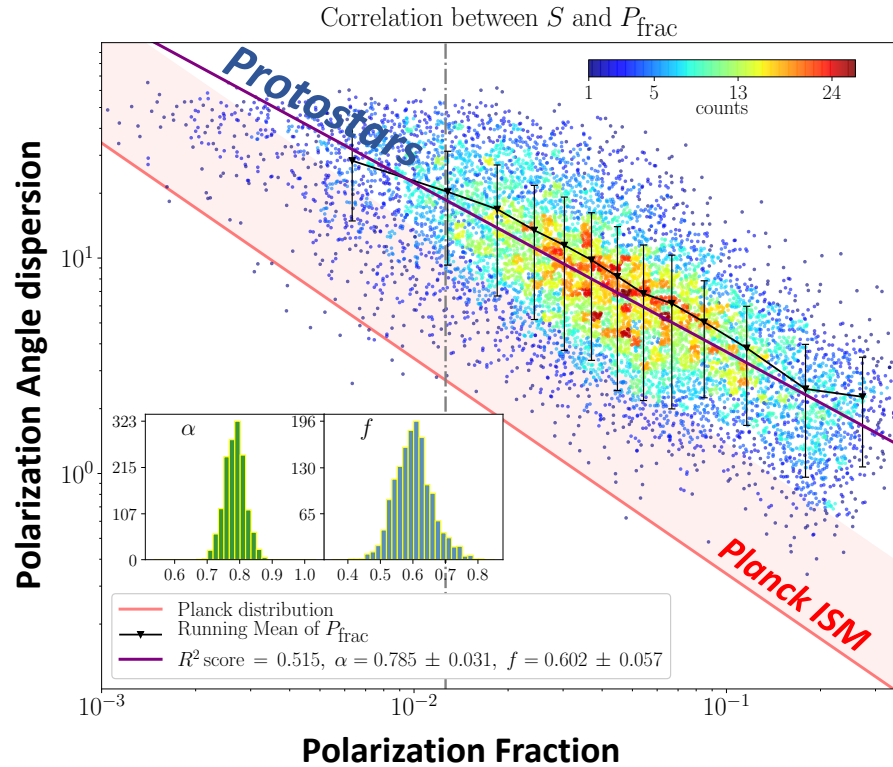 Correlation between S and P_frac
Protostars
1 5 13 24
counts
Polarization Angle dispersion
10^1
10^0
323
215
107
0
α
0.6 0.7 0.8 0.9 1.0
196
130
65
f
0.4 0.5 0.6 0.7 0.8
Planck ISM
Planck distribution
Running Mean of P_frac
R^2 score = 0.515, α = 0.785 ± 0.031, f = 0.602 ± 0.057
10^-3 10^-2 10^-1
Polarization Fraction